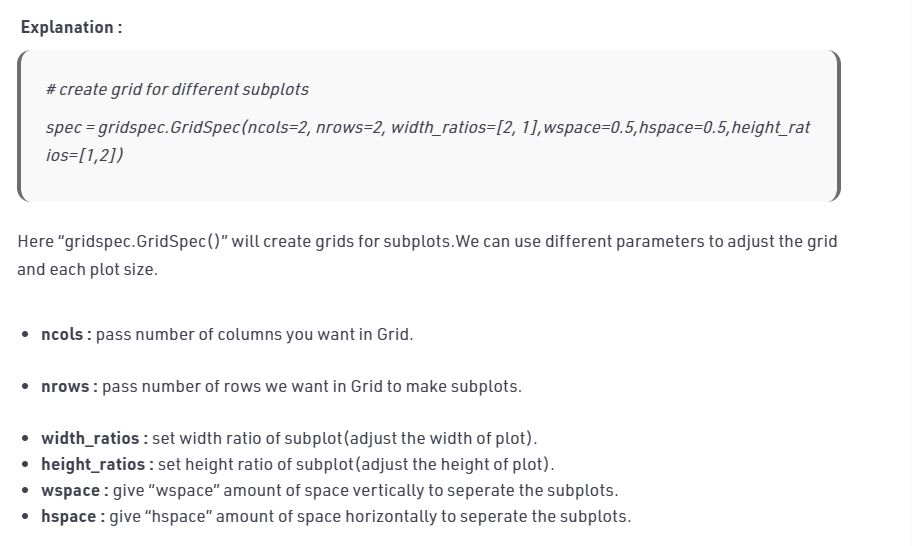 Explanation :
# create grid for different subplots
spec = gridspec.GridSpec(ncols=2, nrows=2, width_ratios=[2, 1],wspace=0.5,hspace=0.5,height_rat
ios=[1,2])
Here “gridspec.GridSpec()” will create grids for subplots.We can use different parameters to adjust the grid
and each plot size.
• ncols : pass number of columns you want in Grid.
• nrows : pass number of rows we want in Grid to make subplots.
• width_ratios : set width ratio of subplot(adjust the width of plot).
• height_ratios : set height ratio of subplot(adjust the height of plot).
• wspace : give “wspace” amount of space vertically to seperate the subplots.
• hspace : give “hspace” amount of space horizontally to seperate the subplots.